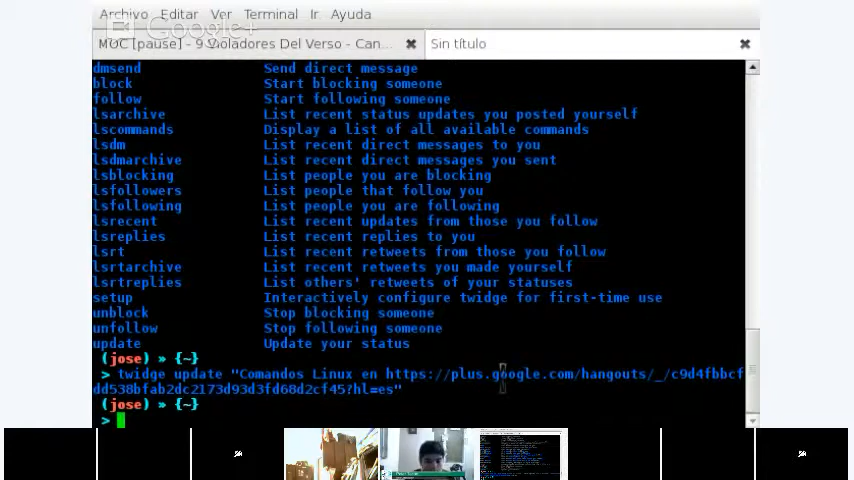 Archivo Editar Ver Terminal Ir Ayuda
Google+
MOC [pause] - 9 Violadores Del Verso - Can... Sin título
dmsend Send direct message
block Start blocking someone
follow Start following someone
lsarchive List recent status updates you posted yourself
lscommands Display a list of all available commands
lsdm List recent direct messages to you
lsdmarchive List recent direct messages you sent
lsblocking List people you are blocking
lsfollowers List people that follow you
lsfollowing List people you are following
lsrecent List recent updates from those you follow
lsreplies List recent replies to you
lsrt List recent retweets from those you follow
lsrtarchive List recent retweets you made yourself
lsrtreplies List others' retweets of your statuses
setup Interactively configure twidge for first-time use
unblock Stop blocking someone
unfollow Stop following someone
update Update your status
(jose) » {~}
> twidge update "Comandos Linux en https://plus.google.com/hangouts/_/c9d4fbbcf
dd538bfab2dc2173d93d3fd68d2cf45?hl=es"
(jose) » {~}
>